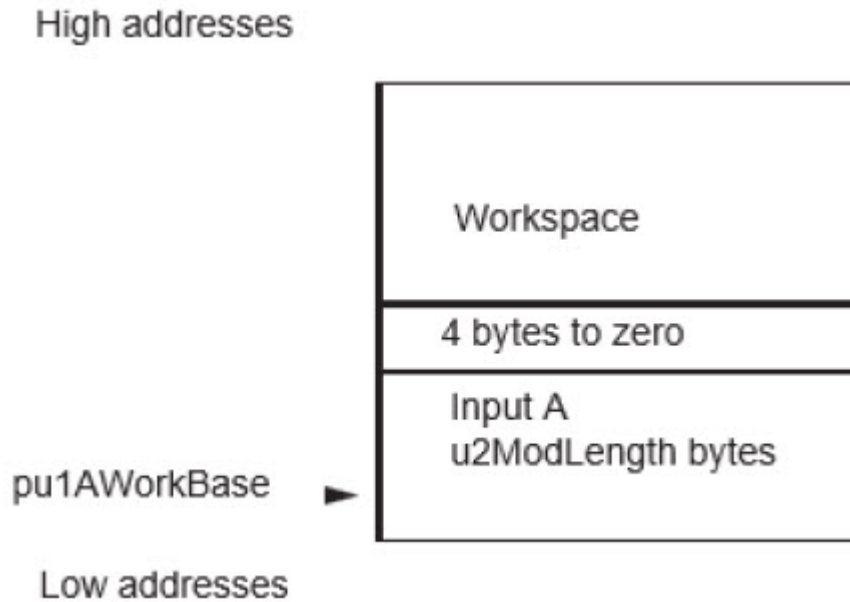 High addresses
Workspace
4 bytes to zero
Input A
u2ModLength bytes
pu1AWorkBase
Low addresses